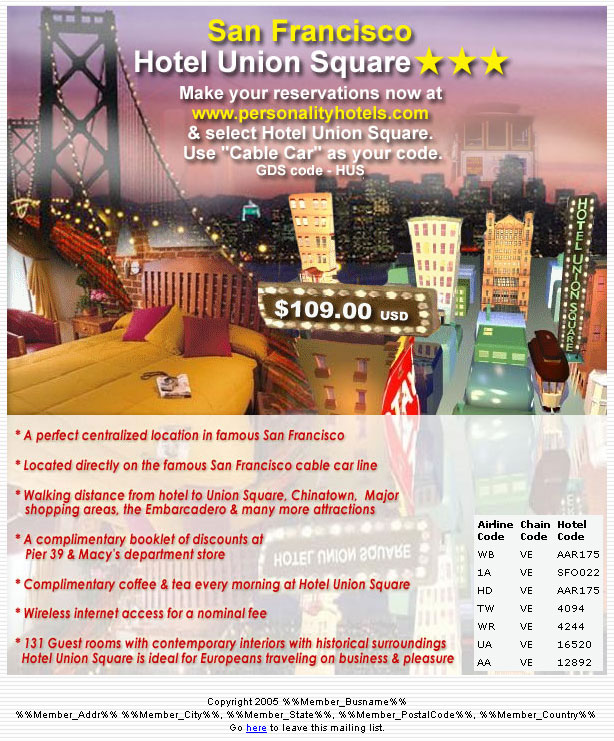 San Francisco
Hotel Union Square
Make your reservations now at
www.personalityhotels.com
& select Hotel Union Square.
Use "Cable Car" as your code.
GDS code - HUS
HOTEL UNION SQUARE
$109.00 USD
* A perfect centralized location in famous San Francisco
* Located directly on the famous San Francisco cable car line
* Walking distance from hotel to Union Square, Chinatown, Major
shopping areas, the Embarcadero & many more attractions
* A complimentary booklet of discounts at
Pier 39 & Macy's department store
HOTEL UNION SQUARE
* Complimentary coffee & tea every morning at Hotel Union Square
* Wireless internet access for a nominal fee
* 131 Guest rooms with contemporary interiors with historical surroundings
Hotel Union Square is ideal for Europeans traveling on business & pleasure
Airline Code Chain Code Hotel Code
WB VE AAR175
1A VE SFO022
HD VE AAR175
TW VE 4094
WR VE 4244
UA VE 16520
AA VE 12892
Copyright 2005 %%Member_Busname%%
%%Member_Addr%% %%Member_City%%, %%Member_State%%, %%Member_PostalCode%%, %%Member_Country%%
Go here to leave this mailing list.